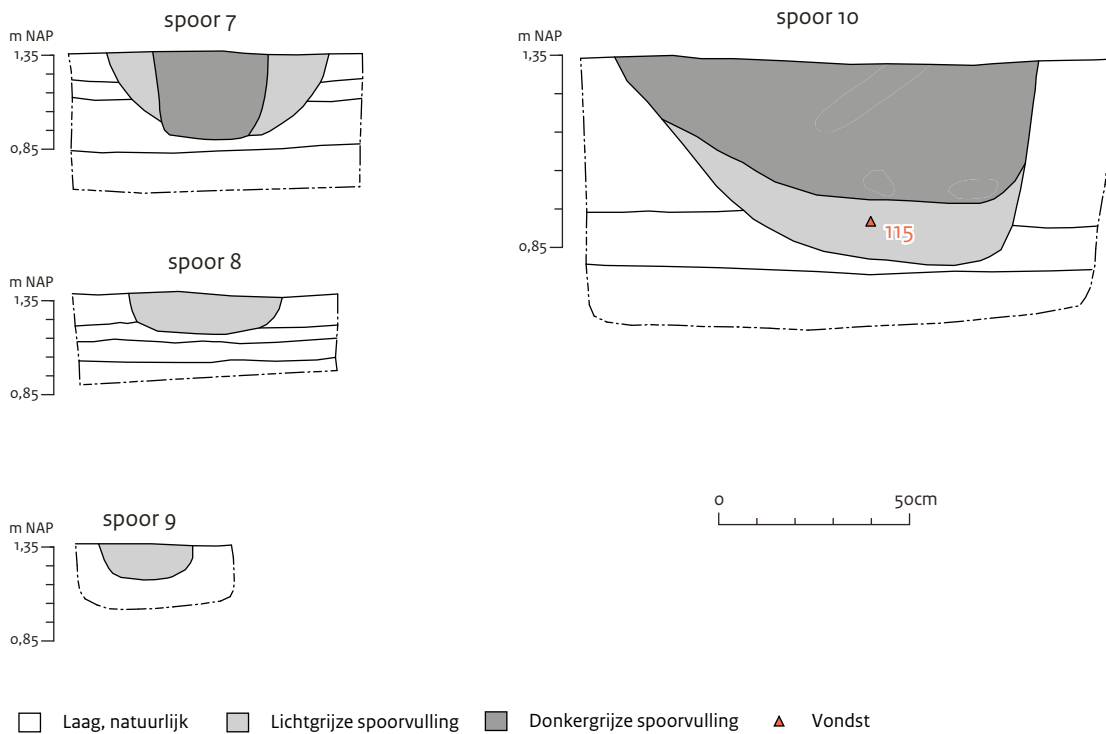 spoor 7
m NAP
1,35
0,85
spoor 8
m NAP
1,35
0,85
spoor 9
m NAP
1,35
0,85
spoor 10
m NAP
1,35
0,85
115
0 50cm
Laag, natuurlijk Lichtgrijze spoorvulling Donkergrijze spoorvulling Vondst